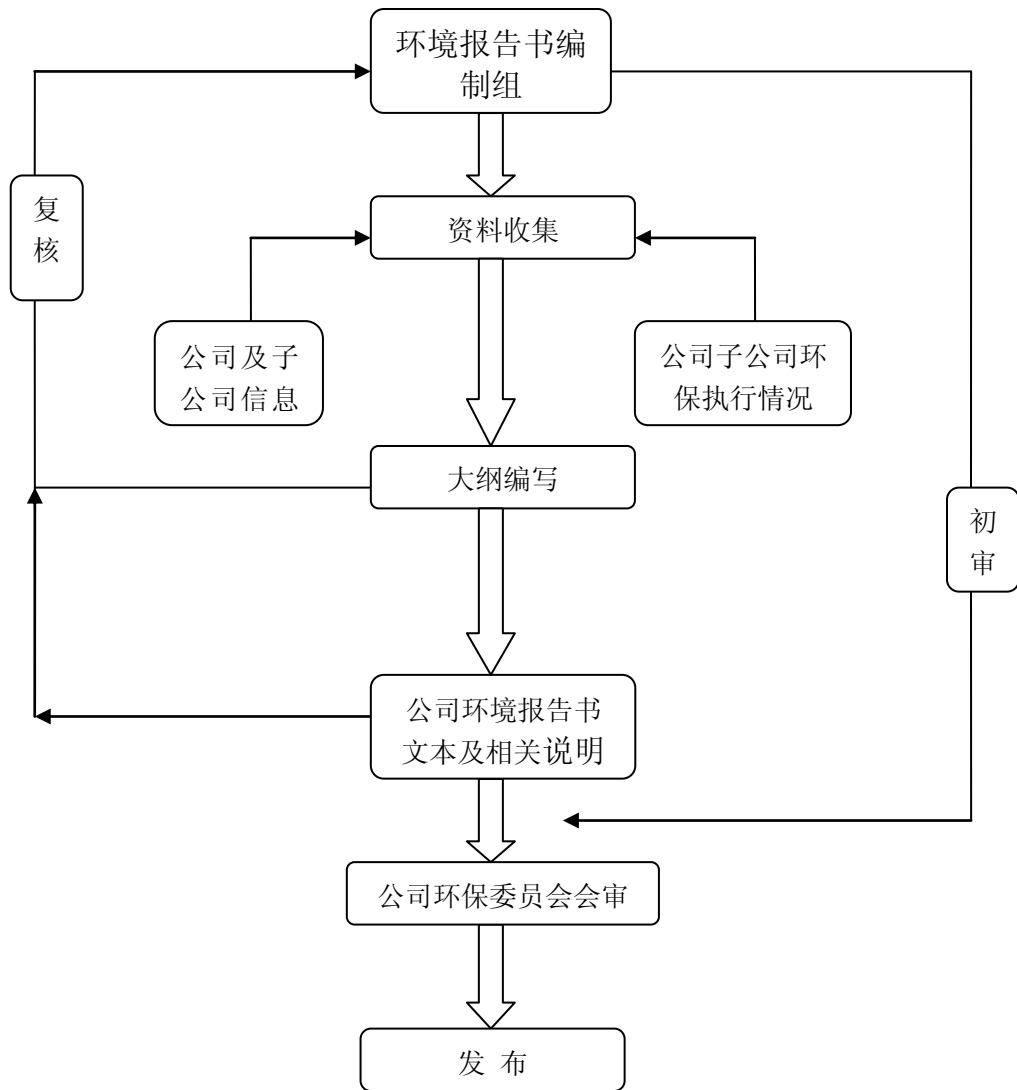 环境报告书编
制组
复
核
资料收集
公司及子
公司信息
公司子公司环
保执行情况
大纲编写
初
审
公司环境报告书
文本及相关说明
公司环保委员会会审
发 布